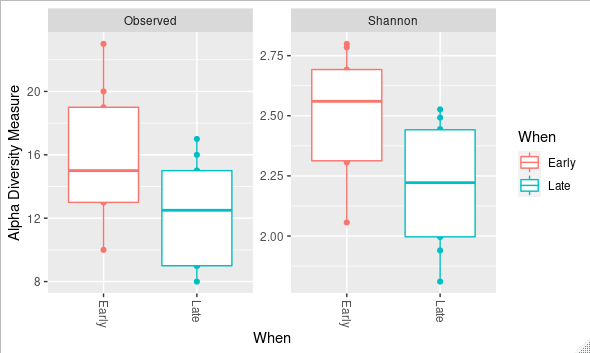 Observed
Shannon
Alpha Diversity Measure
20
16
12
8
2.75
2.50
2.25
2.00
Early
Late
Early
Late
When
When
Early
Late